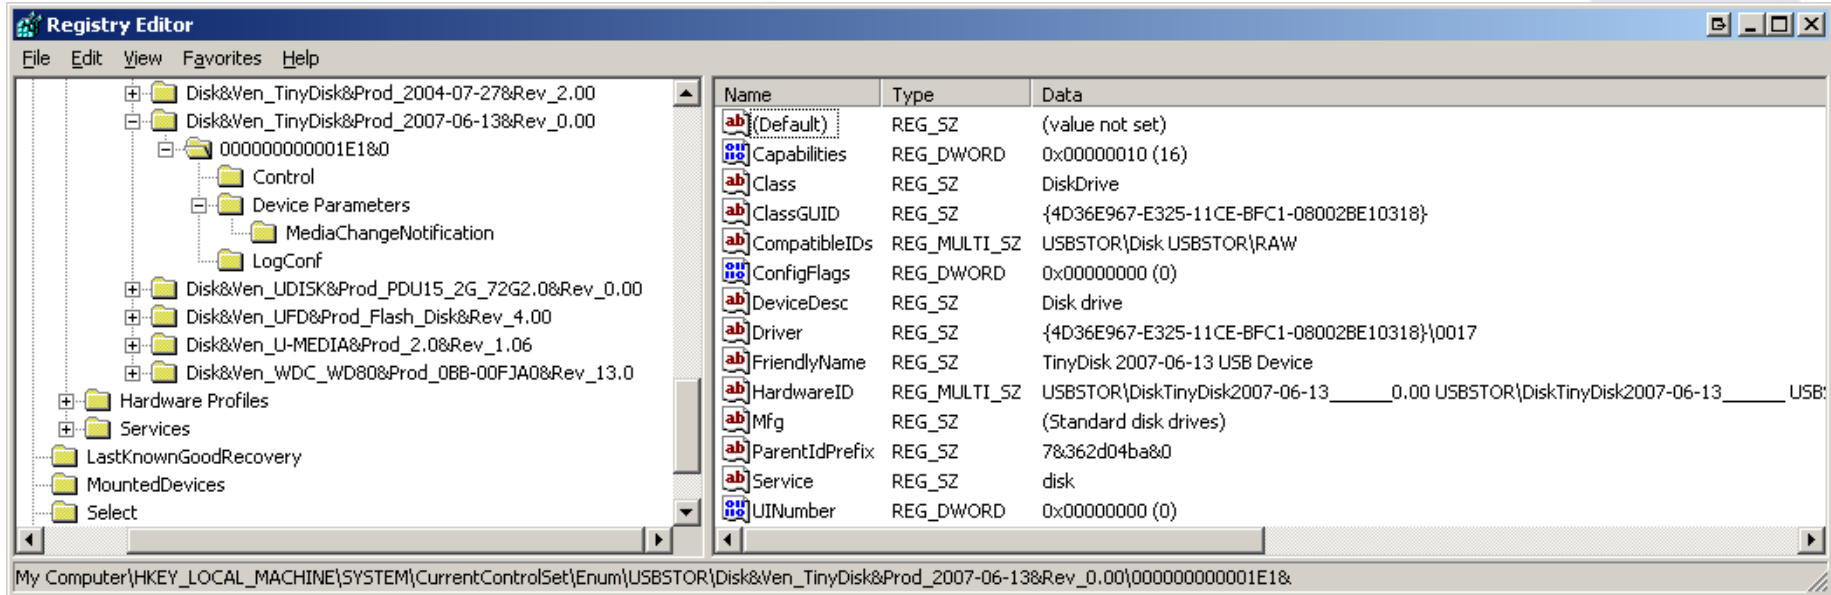 Registry Editor
File Edit View Favorites Help
Disk&Ven_TinyDisk&Prod_2004-07-27&Rev_2.00
Disk&Ven_TinyDisk&Prod_2007-06-13&Rev_0.00
000000000001E1&0
Control
Device Parameters
MediaChangeNotification
LogConf
Disk&Ven_UDISK&Prod_PDU15_2G_72G2.0&Rev_0.00
Disk&Ven_UFD&Prod_Flash_Disk&Rev_4.00
Disk&Ven_U-MEDIA&Prod_2.0&Rev_1.06
Disk&Ven_WDC_WD80&Prod_0BB-00FJA0&Rev_13.0
Hardware Profiles
Services
LastKnownGoodRecovery
MountedDevices
Select
Name Type Data
(Default) REG_SZ (value not set)
Capabilities REG_DWORD 0x00000010 (16)
Class REG_SZ DiskDrive
ClassGUID REG_SZ {4D36E967-E325-11CE-BFC1-08002BE10318}
CompatibleIDs REG_MULTI_SZ USBSTOR\Disk USBSTOR\RAW
ConfigFlags REG_DWORD 0x00000000 (0)
DeviceDesc REG_SZ Disk drive
Driver REG_SZ {4D36E967-E325-11CE-BFC1-08002BE10318}\0017
FriendlyName REG_SZ TinyDisk 2007-06-13 USB Device
HardwareID REG_MULTI_SZ USBSTOR\DiskTinyDisk2007-06-13______0.00 USBSTOR\DiskTinyDisk2007-06-13______ USB
Mfg REG_SZ (Standard disk drives)
ParentIdPrefix REG_SZ 7&362d04ba&0
Service REG_SZ disk
UINumber REG_DWORD 0x00000000 (0)
My Computer\HKEY_LOCAL_MACHINE\SYSTEM\CurrentControlSet\Enum\USBSTOR\Disk&Ven_TinyDisk&Prod_2007-06-13&Rev_0.00\000000000001E1&